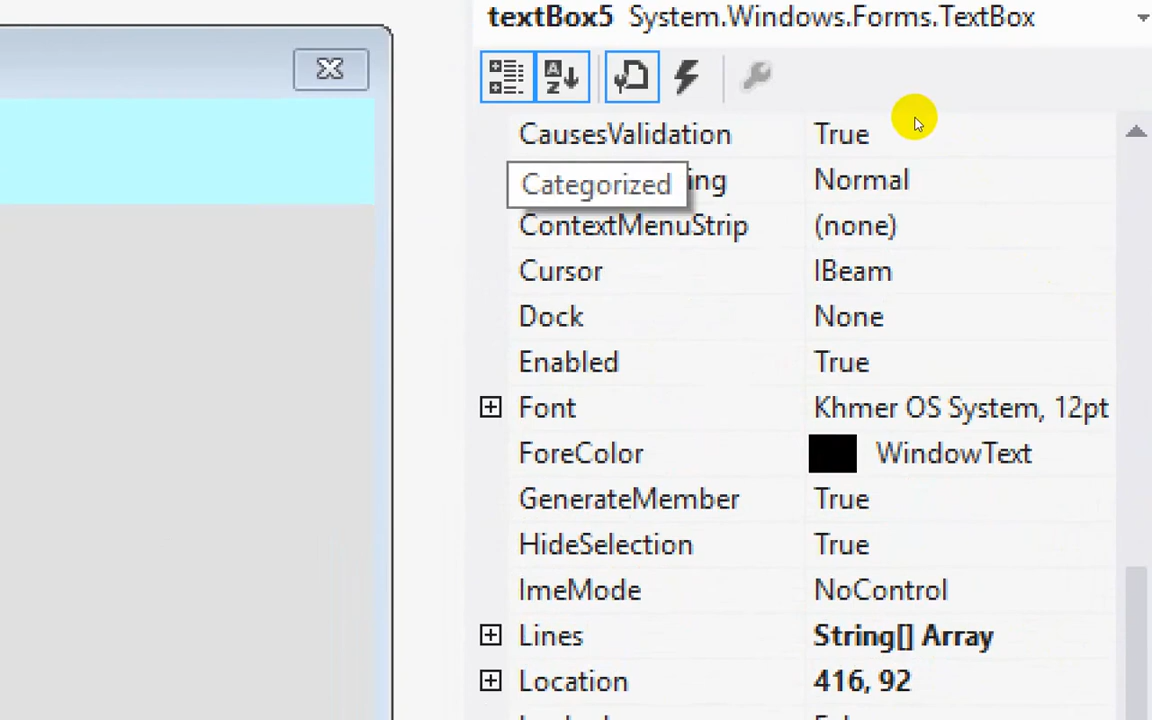 textBox5 System.Windows.Forms.TextBox
CausesValidation True
Categorized
ing Normal
ContextMenuStrip (none)
Cursor IBeam
Dock None
Enabled True
Font Khmer OS System, 12pt
ForeColor WindowText
GenerateMember True
HideSelection True
ImeMode NoControl
Lines String[] Array
Location 416, 92